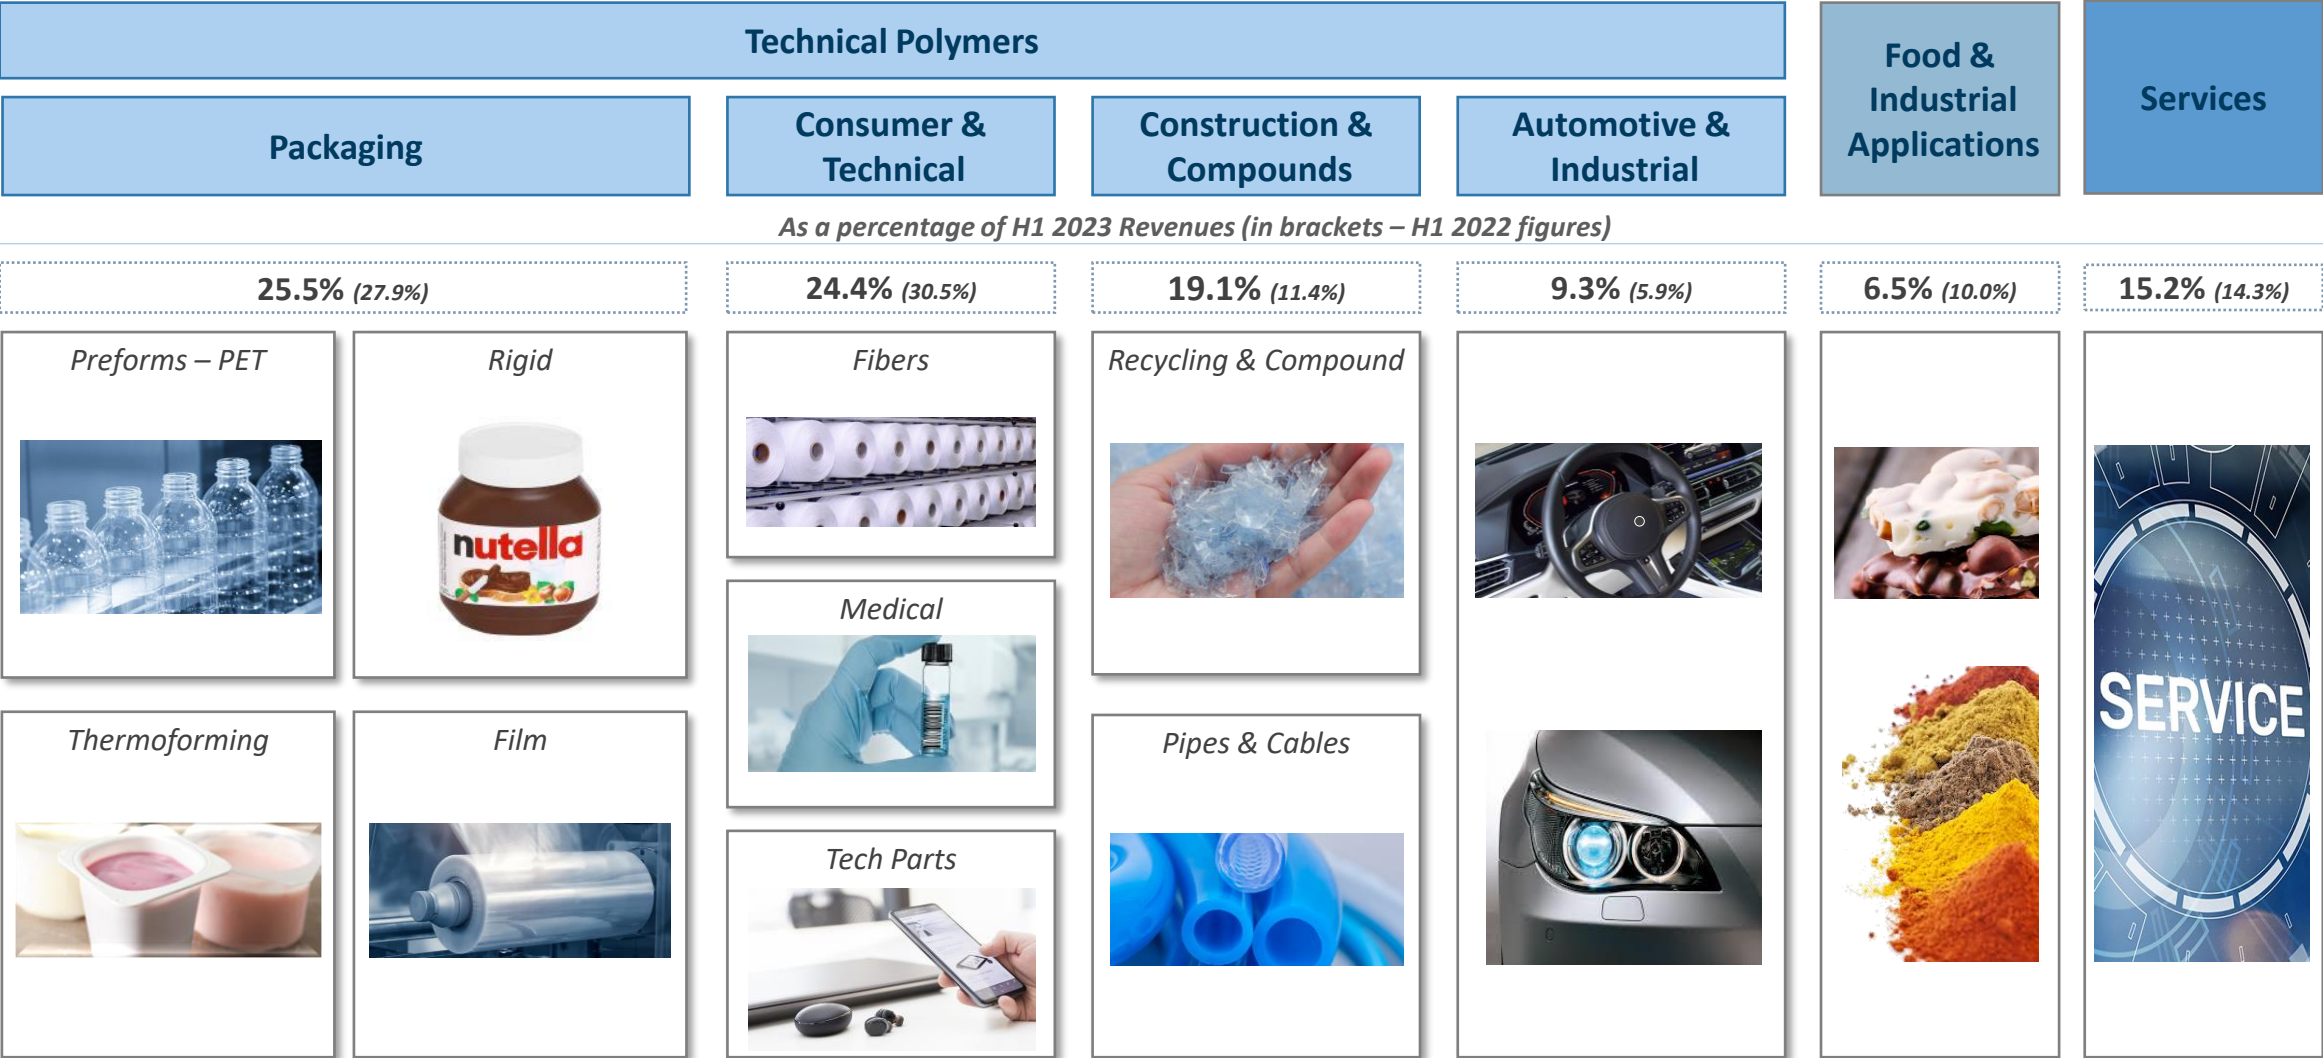 Technical Polymers
Food &
Industrial
Applications
Services
Packaging
Consumer &
Technical
Construction &
Compounds
Automotive &
Industrial
As a percentage of H1 2023 Revenues (in brackets – H1 2022 figures)
25.5% (27.9%)
24.4% (30.5%)
19.1% (11.4%)
9.3% (5.9%)
6.5% (10.0%)
15.2% (14.3%)
Preforms – PET
Rigid
Fibers
Recycling & Compound
nutella
Medical
SERVICE
Thermoforming
Film
Pipes & Cables
Tech Parts